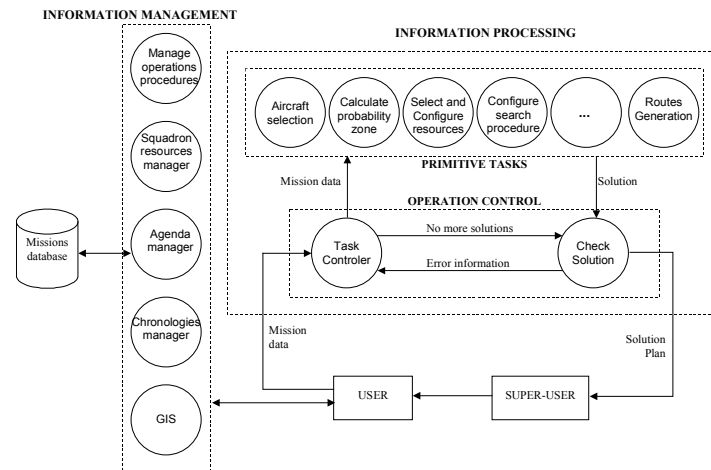 INFORMATION MANAGEMENT
INFORMATION PROCESSING
Manage
operations
procedures
Squadron
resources
manager
Agenda
manager
Chronologies
manager
GIS
Missions
database
Aircraft
selection
Calculate
probability
zone
Select and
Configure
resources
Configure
search
procedure
...
Routes
Generation
PRIMITIVE TASKS
Mission data
Solution
OPERATION CONTROL
Task
Controler
No more solutions
Error information
Check
Solution
Mission
data
Solution
Plan
USER
SUPER-USER